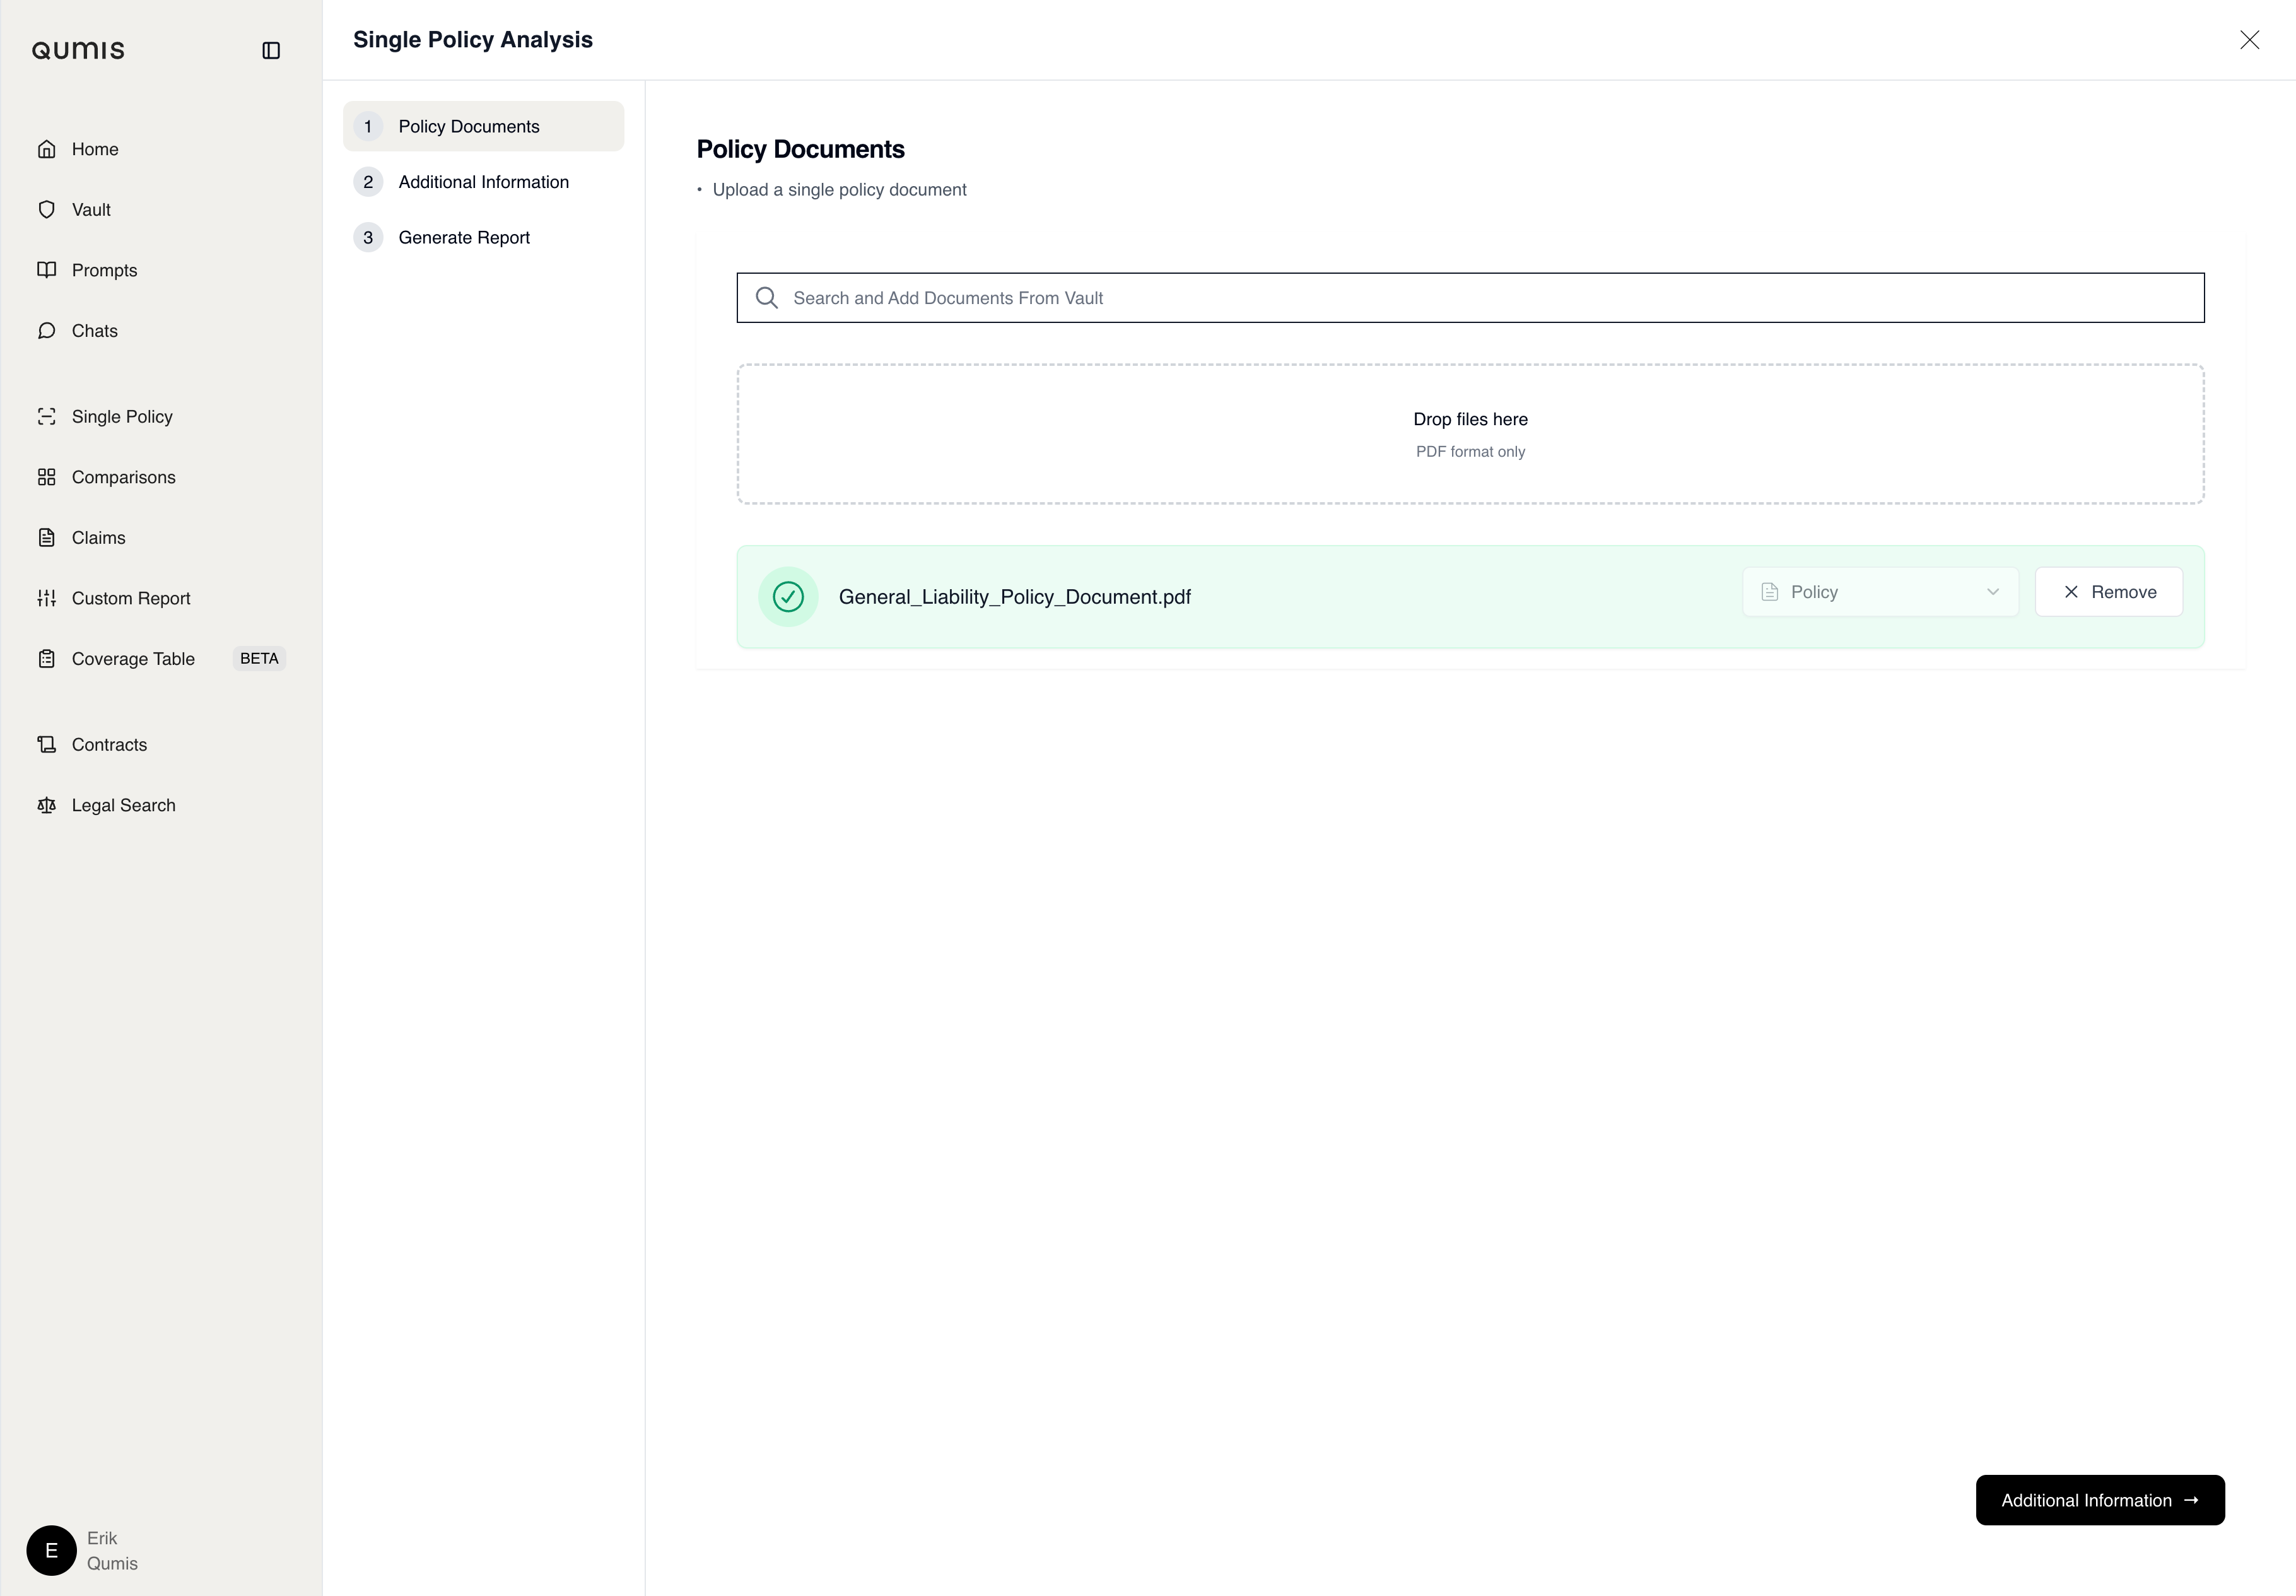 QUMIS
Home
Vault
Prompts
Chats
Single Policy
Comparisons
Claims
Custom Report
Coverage Table BETA
Contracts
Legal Search
E
Erik
Qumis
Single Policy Analysis
1 Policy Documents
2 Additional Information
3 Generate Report
Policy Documents
• Upload a single policy document
Search and Add Documents From Vault
Drop files here
PDF format only
General_Liability_Policy_Document.pdf Policy Remove
Additional Information →